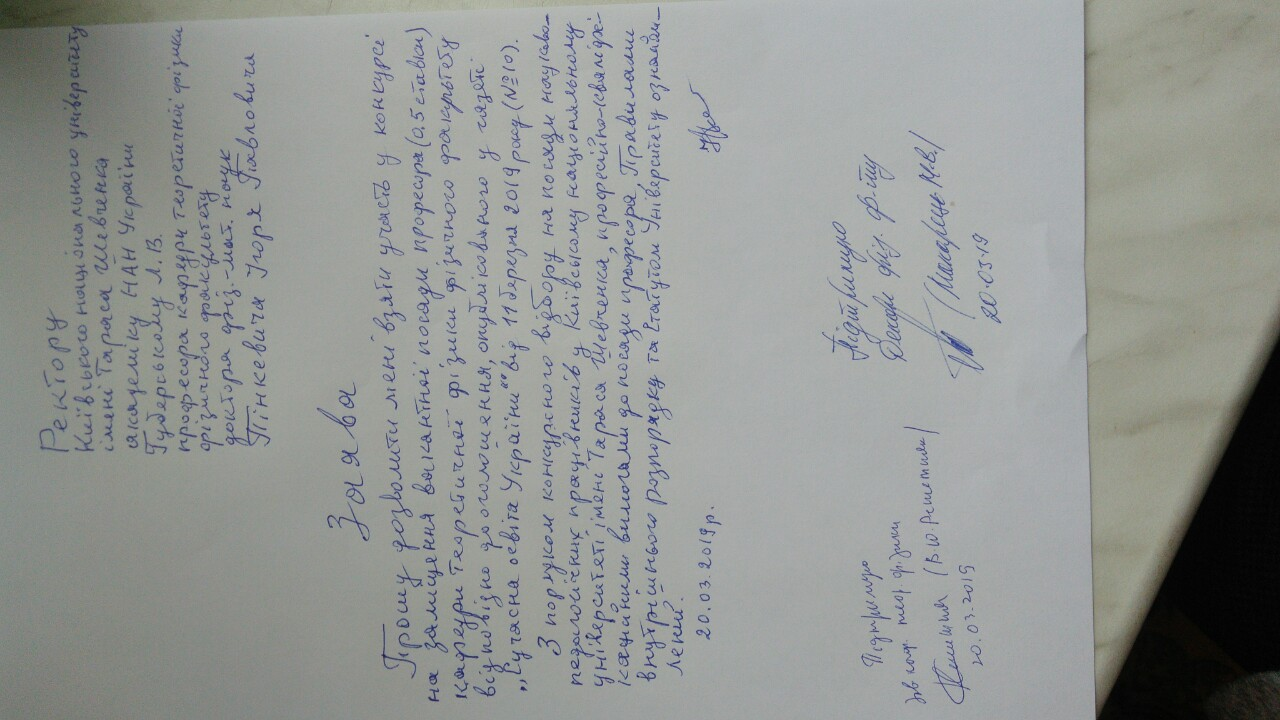 Ректору
Київського національного університету
імені Тараса Шевченка
академіку НАН України
Губерському Л.В.
професора кафедри теоретичної фізики
фізичного факультету
доктора фіз.-мат. наук
Пінкевича Ігоря Павловича
Заява
Прошу дозволити мені взяти участь у конкурсі
на заміщення вакантної посади професора (0,5 ставки)
кафедри теоретичної фізики фізичного факультету
відповідно до оголошення, опублікованого у газеті
„Сучасна освіта України" від 11 березня 2019 року (№10).
З порядком конкурсного відбору на посади науково-
педагогічних працівників у Київському національному
університеті імені Тараса Шевченка, професійно-кваліфі-
каційними вимогами до посади професора, Правилами
внутрішнього розпорядку та Статутом Університету ознайом-
лений.
20.03.2019р.
Підтримую
зав каф. теор. фізики
(В.Ю. Решетняк)
20.03.2019
Підтримую
Декан фіз. ф-ту
/Макарець М.В./
20.03.19